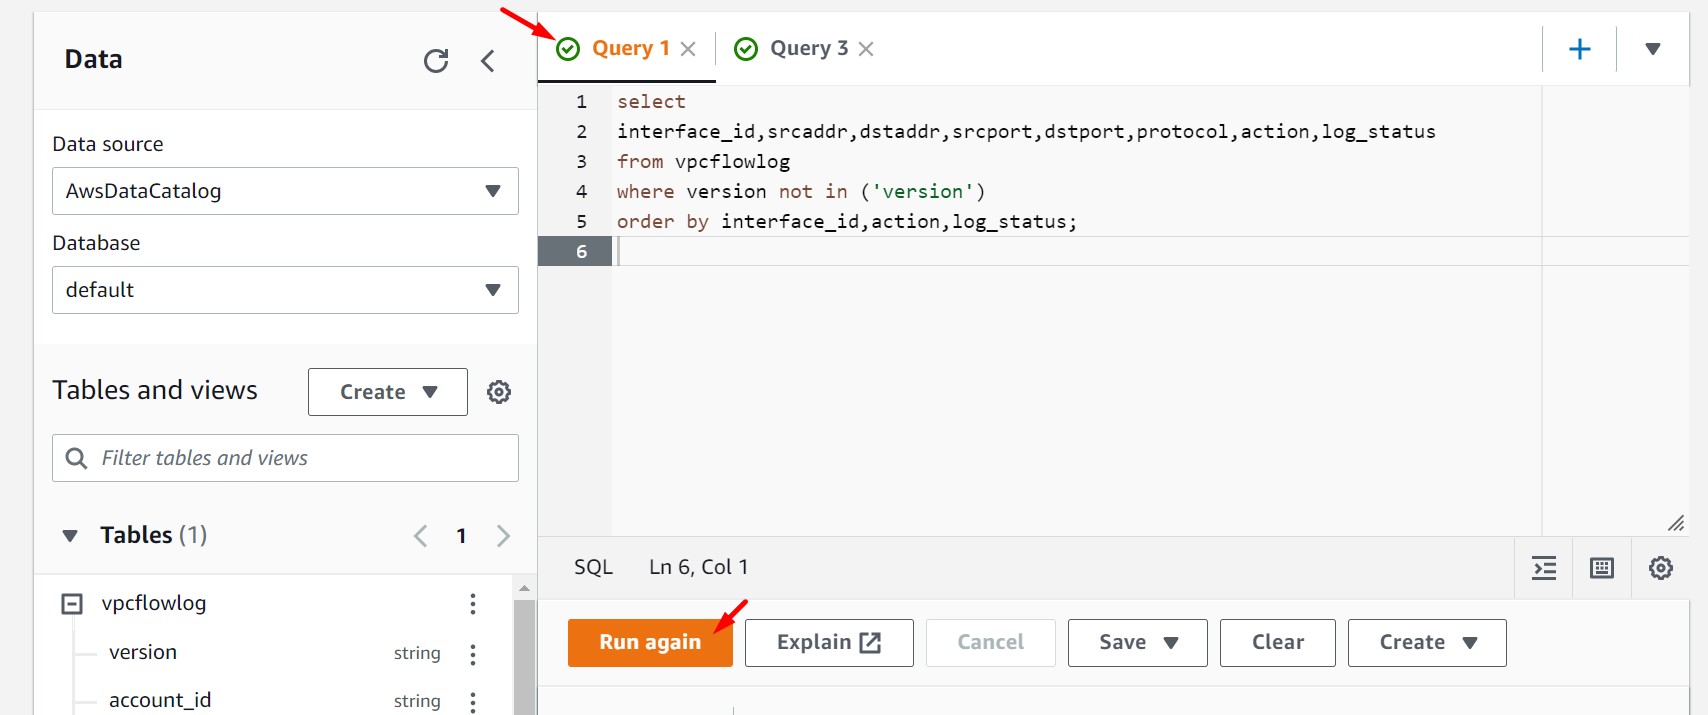 Data
Data source
AwsDataCatalog
Database
default
Tables and views
Create
Filter tables and views
Tables (1)
1
vpcflowlog
version string
account_id string
Query 1
Query 3
1 select
2 interface_id,srcaddr,dstaddr,srcport,dstport,protocol,action,log_status
3 from vpcflowlog
4 where version not in ('version')
5 order by interface_id,action,log_status;
6
SQL Ln 6, Col 1
Run again
Explain
Cancel
Save
Clear
Create